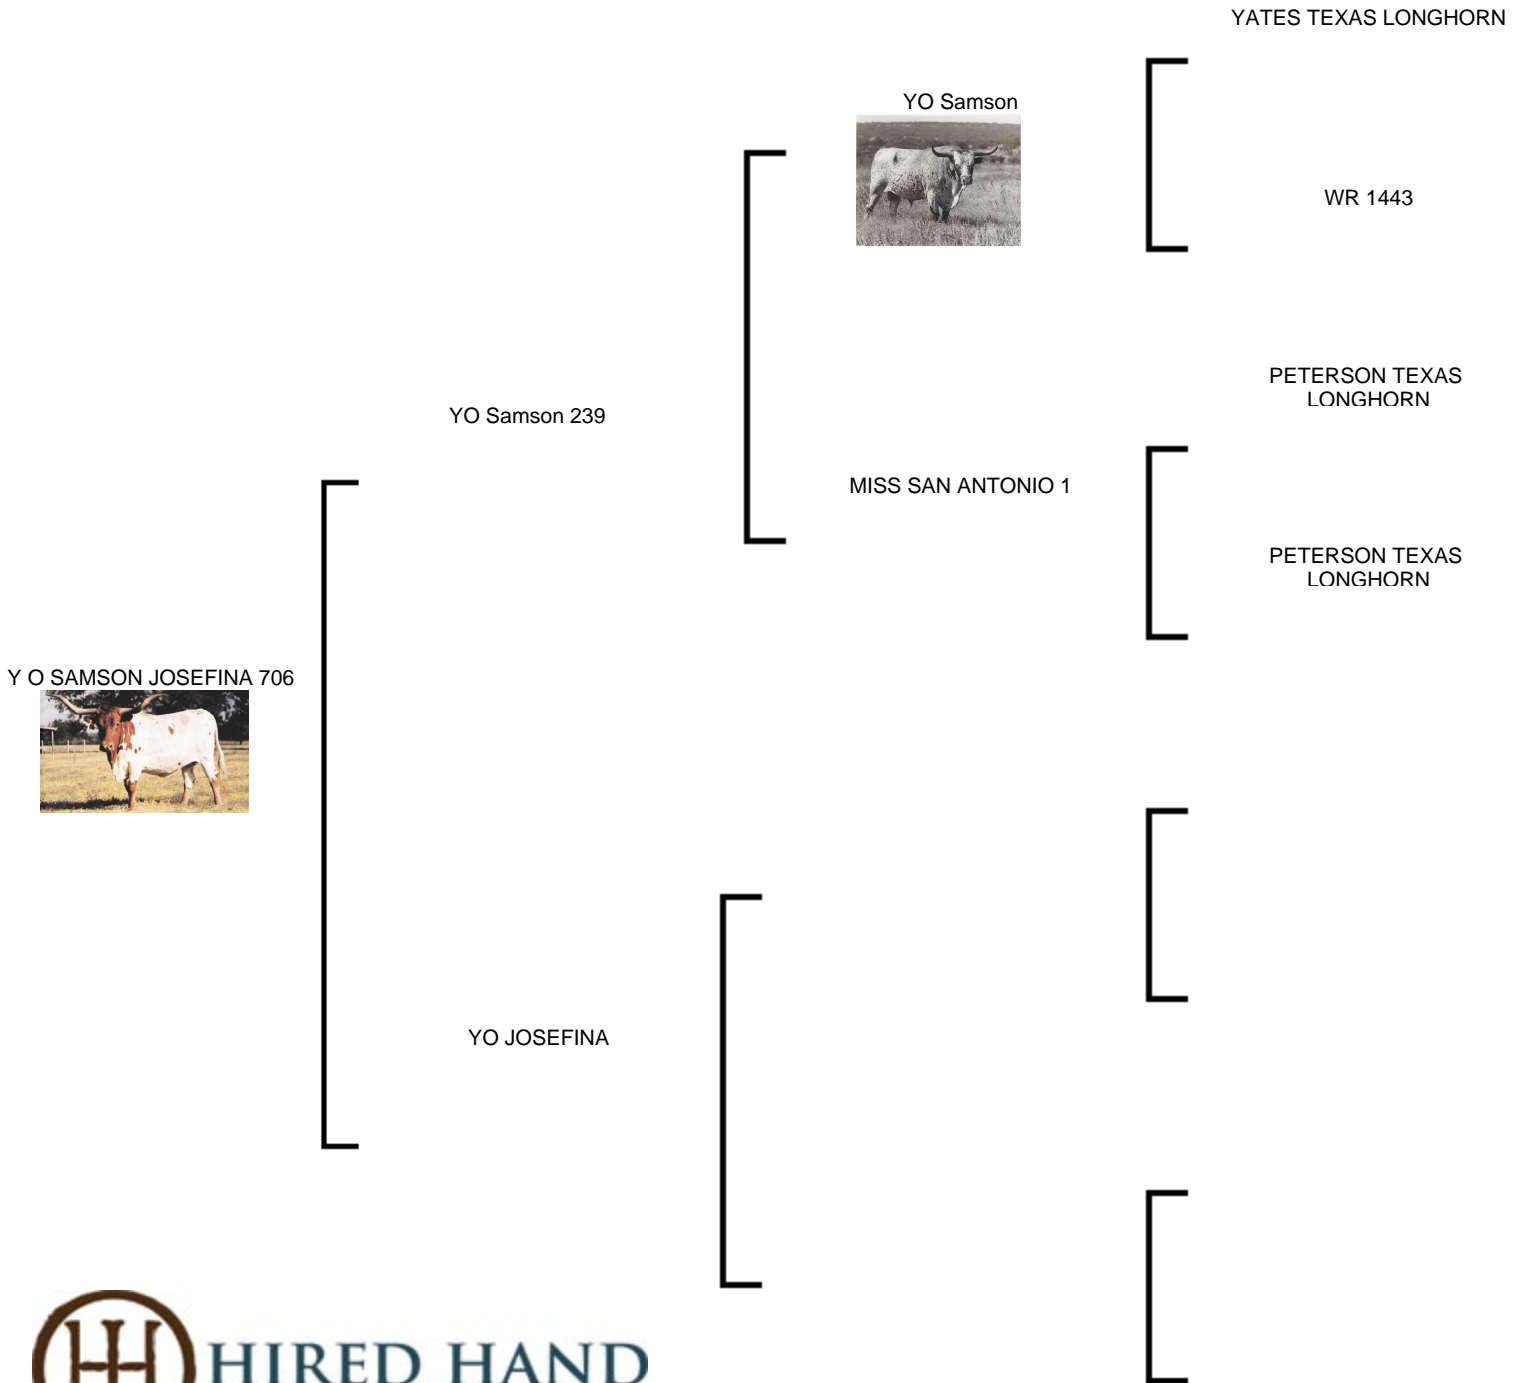 YATES TEXAS LONGHORN
YO Samson
WR 1443
PETERSON TEXAS
LONGHORN
YO Samson 239
MISS SAN ANTONIO 1
PETERSON TEXAS
LONGHORN
Y O SAMSON JOSEFINA 706
YO JOSEFINA
HIRED HAND